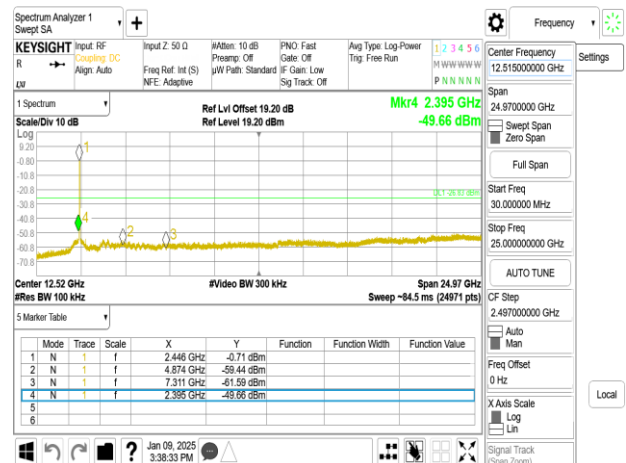 Spectrum Analyzer 1
Swept SA
+
Frequency
KEYSIGHT
R
LXI
Input: RF
Coupling: DC
Align: Auto
Input Z: 50 Ω
Freq Ref: Int (S)
NFE: Adaptive
#Atten: 10 dB
Preamp: Off
µW Path: Standard
PNO: Fast
Gate: Off
IF Gain: Low
Sig Track: Off
Avg Type: Log-Power
Trig: Free Run
1 2 3 4 5 6
M W W W W W
P N N N N N
1 Spectrum
Scale/Div 10 dB
Log
Ref Lvl Offset 19.20 dB
Ref Level 19.20 dBm
Mkr4 2.395 GHz
-49.66 dBm
9.20
-0.80
-10.8
-20.8
-30.8
-40.8
-50.8
-60.8
-70.8
1
4
2
3
Center 12.52 GHz
#Res BW 100 kHz
#Video BW 300 kHz
Span 24.97 GHz
Sweep ~84.5 ms (24971 pts)
5 Marker Table
Mode Trace Scale X Y Function Function Width Function Value
1 N 1 f 2.446 GHz -0.71 dBm
2 N 1 f 4.874 GHz -59.44 dBm
3 N 1 f 7.311 GHz -61.59 dBm
4 N 1 f 2.395 GHz -49.66 dBm
5
6
?
Jan 09, 2025
3:38:33 PM
Center Frequency
12.515000000 GHz
Span
24.9700000 GHz
Swept Span
Zero Span
Full Span
Start Freq
30.000000 MHz
Stop Freq
25.000000000 GHz
AUTO TUNE
CF Step
2.497000000 GHz
Auto
Man
Freq Offset
0 Hz
X Axis Scale
Log
Lin
Signal Track
(Span Zoom)
Settings
Local